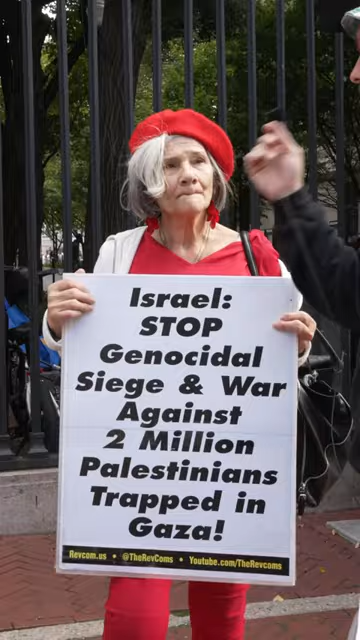 Israel:
STOP
Genocidal
Siege & War
Against
2 Million
Palestinians
Trapped in
Gaza!
Revcom.us • @TheRevComs • Youtube.com/TheRevcoms